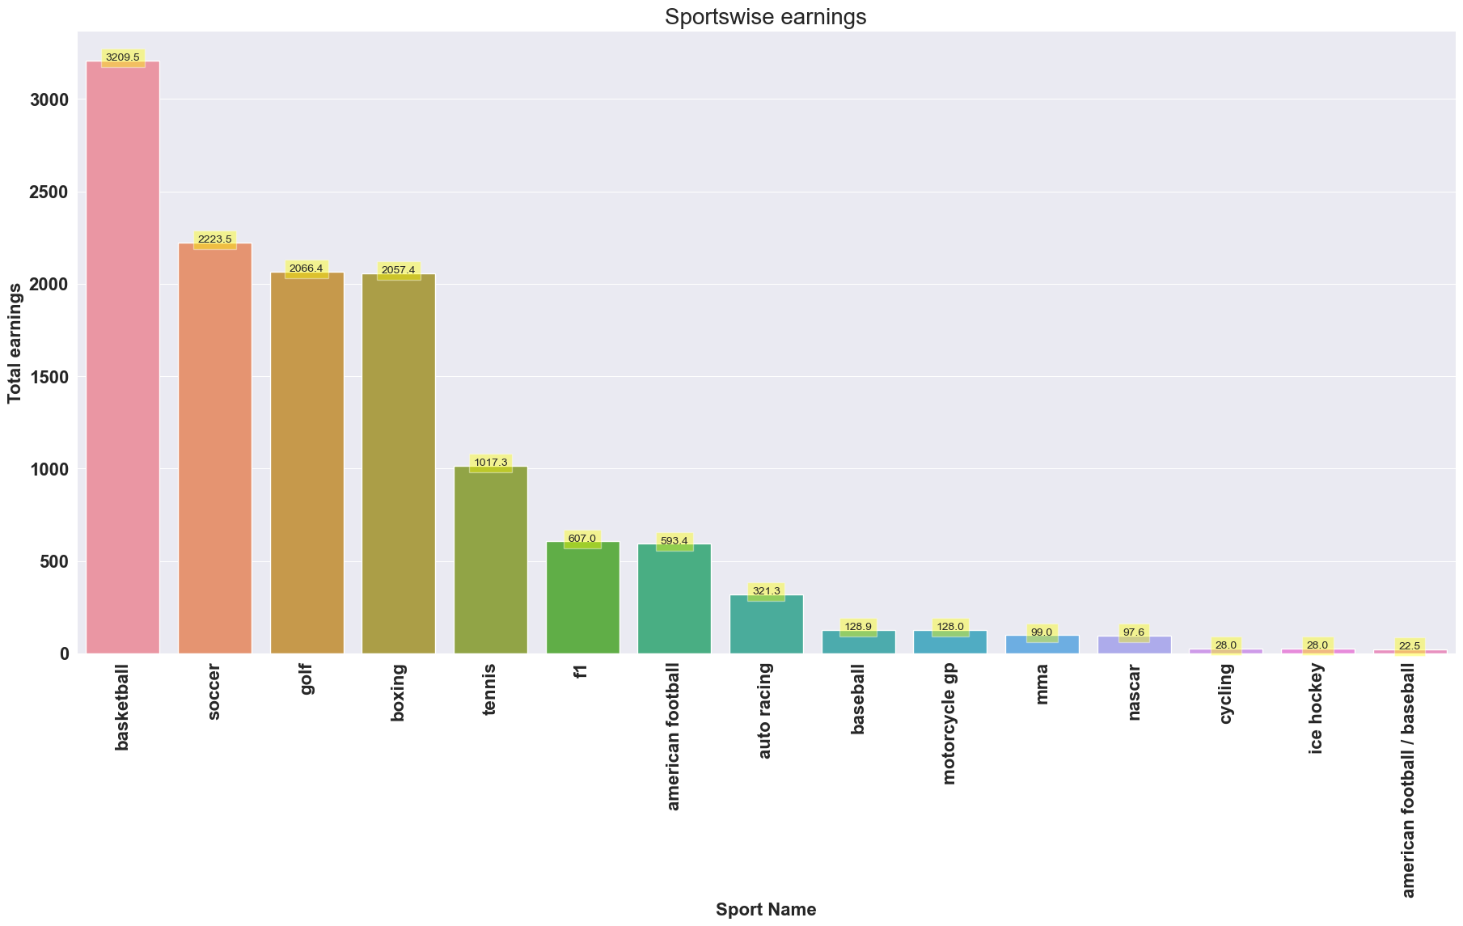 Sportswise earnings
Total earnings
3000
2500
2000
1500
1000
500
0
3209.5
2223.5
2066.4
2057.4
1017.3
607.0
593.4
321.3
128.9
128.0
99.0
97.6
28.0
28.0
22.5
basketball
soccer
golf
boxing
tennis
f1
american football
auto racing
baseball
motorcycle gp
mma
nascar
cycling
ice hockey
american football / baseball
Sport Name